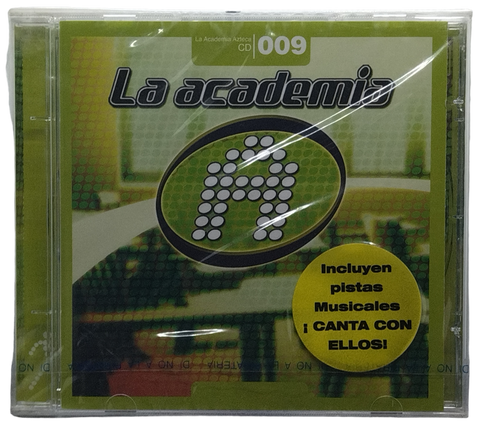 La Academia Azteca
CD 009
La academia
A
Incluyen
pistas
Musicales
¡ CANTA CON
ELLOS!